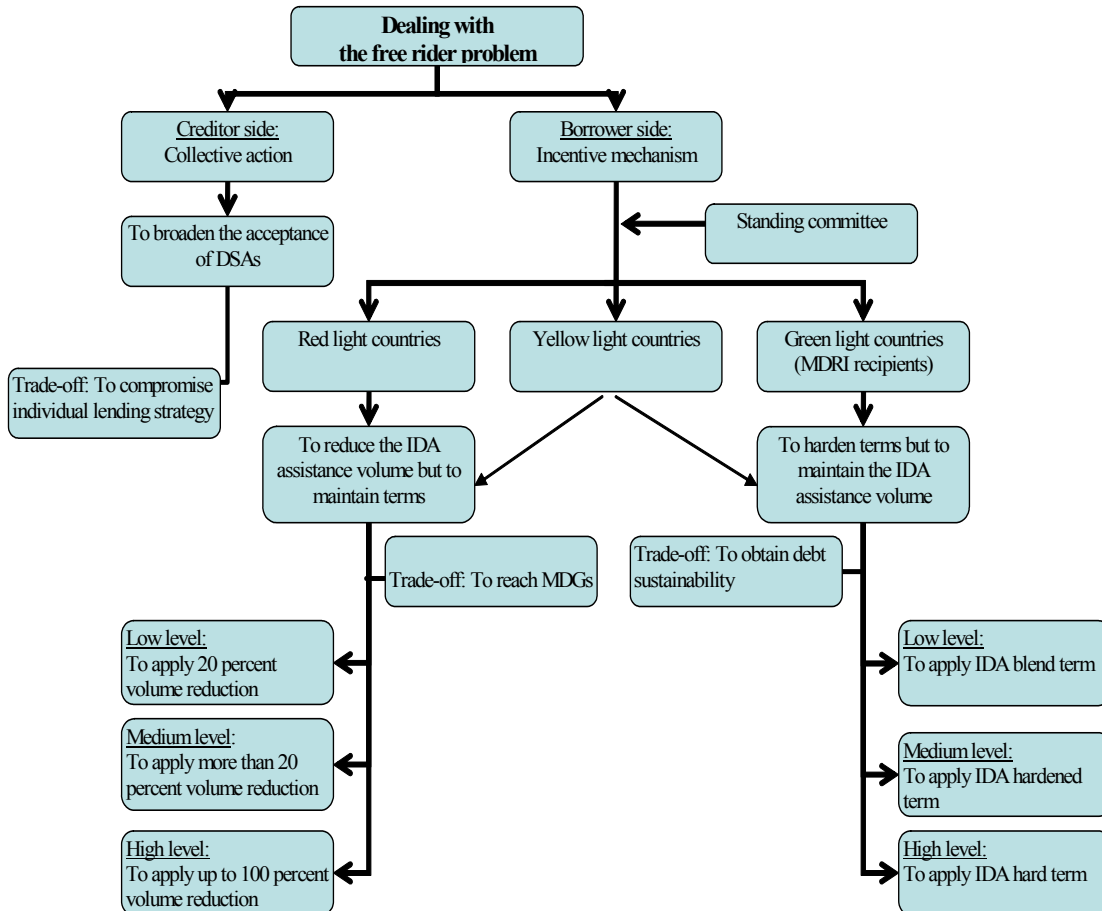 Dealing with
the free rider problem
Creditor side:
Collective action
Borrower side:
Incentive mechanism
To broaden the acceptance
of DSAs
Standing committee
Red light countries
Yellow light countries
Green light countries
(MDRI recipients)
Trade-off: To compromise
individual lending strategy
To reduce the IDA
assistance volume but to
maintain terms
To harden terms but to
maintain the IDA
assistance volume
Trade-off: To reach MDGs
Trade-off: To obtain debt
sustainability
Low level:
To apply 20 percent
volume reduction
Low level:
To apply IDA blend term
Medium level:
To apply more than 20
percent volume reduction
Medium level:
To apply IDA hardened
term
High level:
To apply up to 100 percent
volume reduction
High level:
To apply IDA hard term